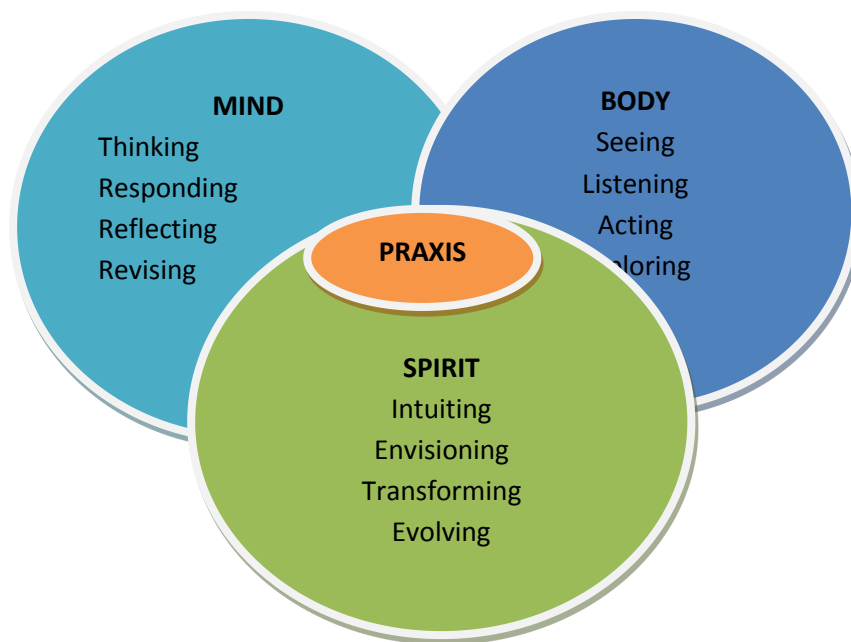 MIND
Thinking
Responding
Reflecting
Revising
BODY
Seeing
Listening
Acting
PRAXIS
SPIRIT
Intuiting
Envisioning
Transforming
Evolving